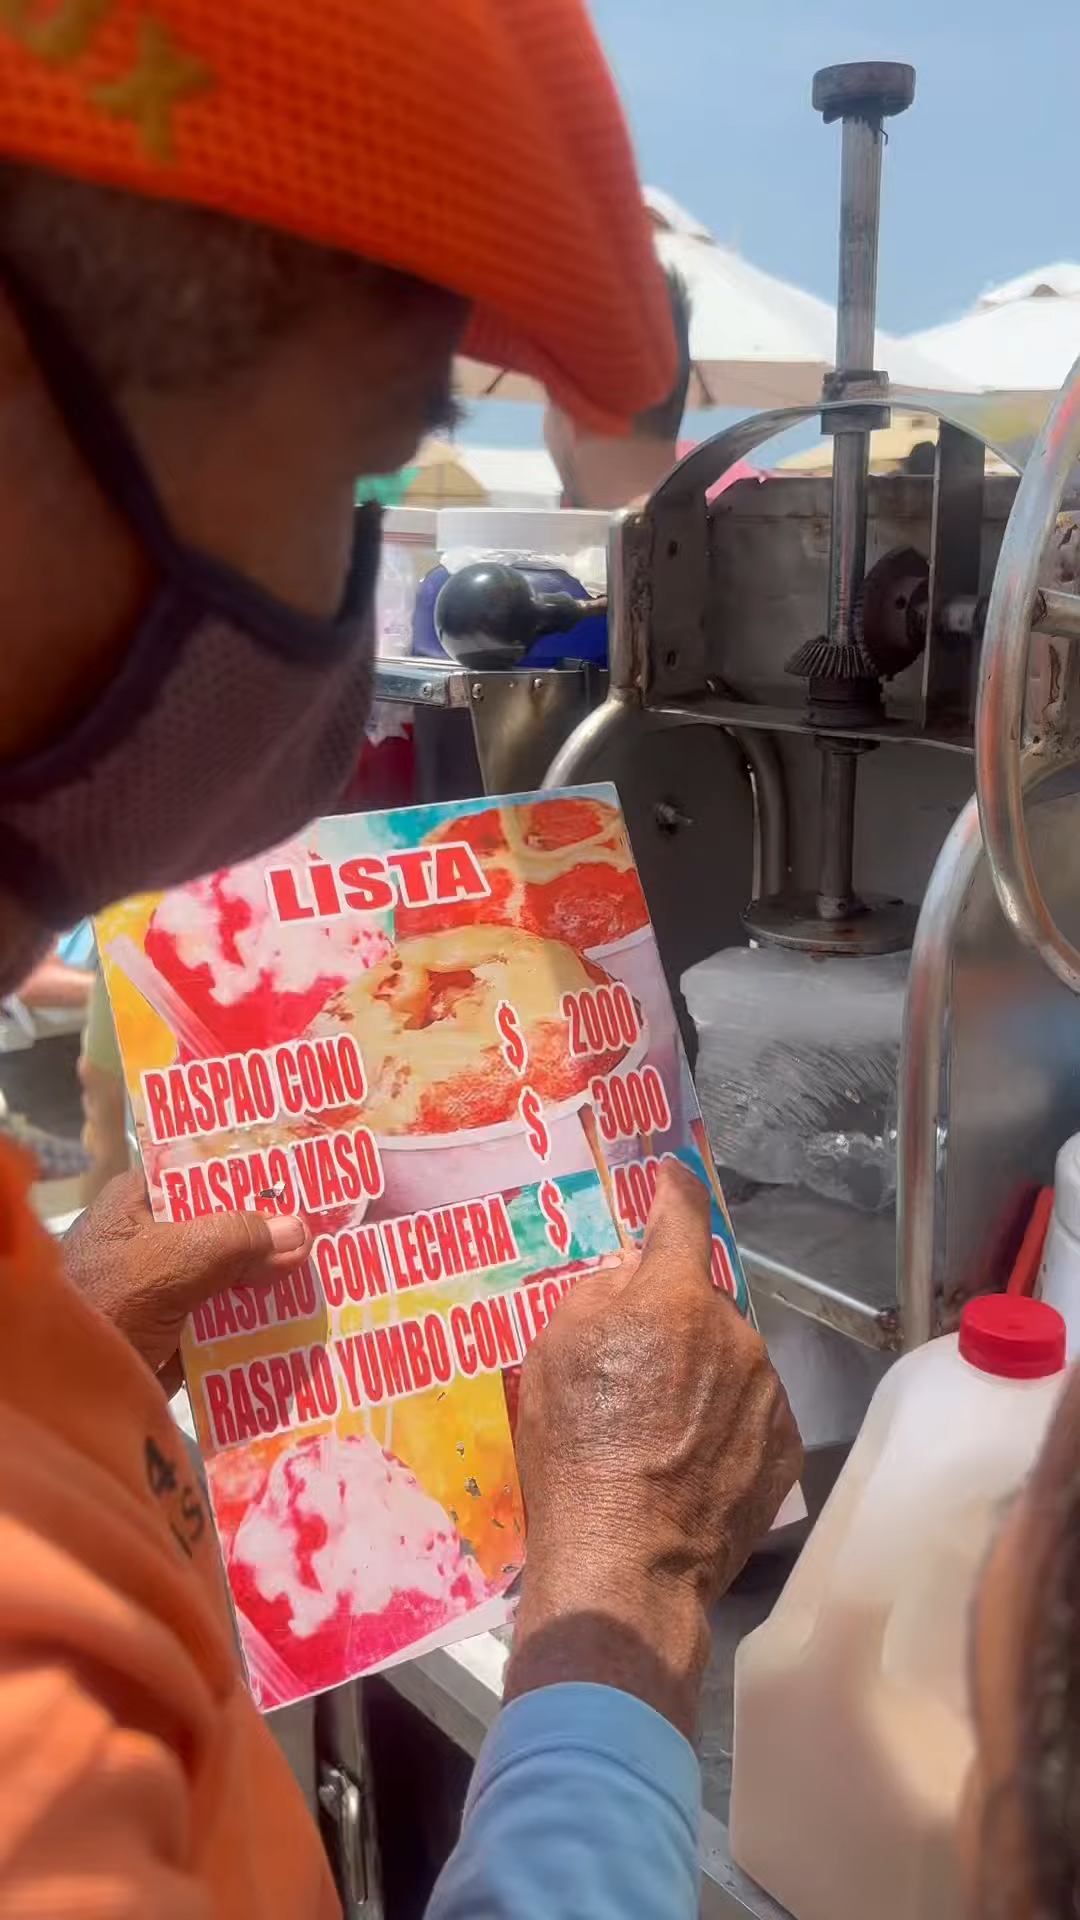 LISTA
RASPAO CONO $ 2000
RASPAO VASO $ 3000
RASPAO CON LECHERA $
RASPAO YUMBO CON